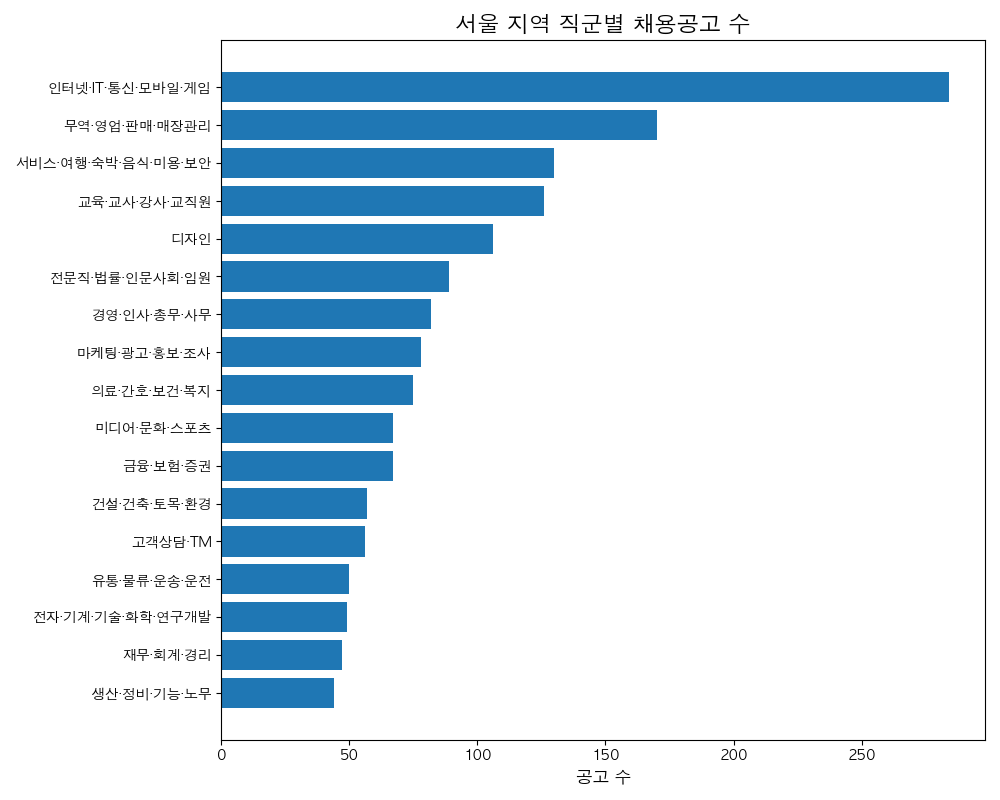 서울 지역 직군별 채용공고 수
인터넷·IT·통신·모바일·게임
무역·영업·판매·매장관리
서비스·여행·숙박·음식·미용·보안
교육·교사·강사·교직원
디자인
전문직·법률·인문사회·임원
경영·인사·총무·사무
마케팅·광고·홍보·조사
의료·간호·보건·복지
미디어·문화·스포츠
금융·보험·증권
건설·건축·토목·환경
고객상담·TM
유통·물류·운송·운전
전자·기계·기술·화학·연구개발
재무·회계·경리
생산·정비·기능·노무
0 50 100 150 200 250
공고 수